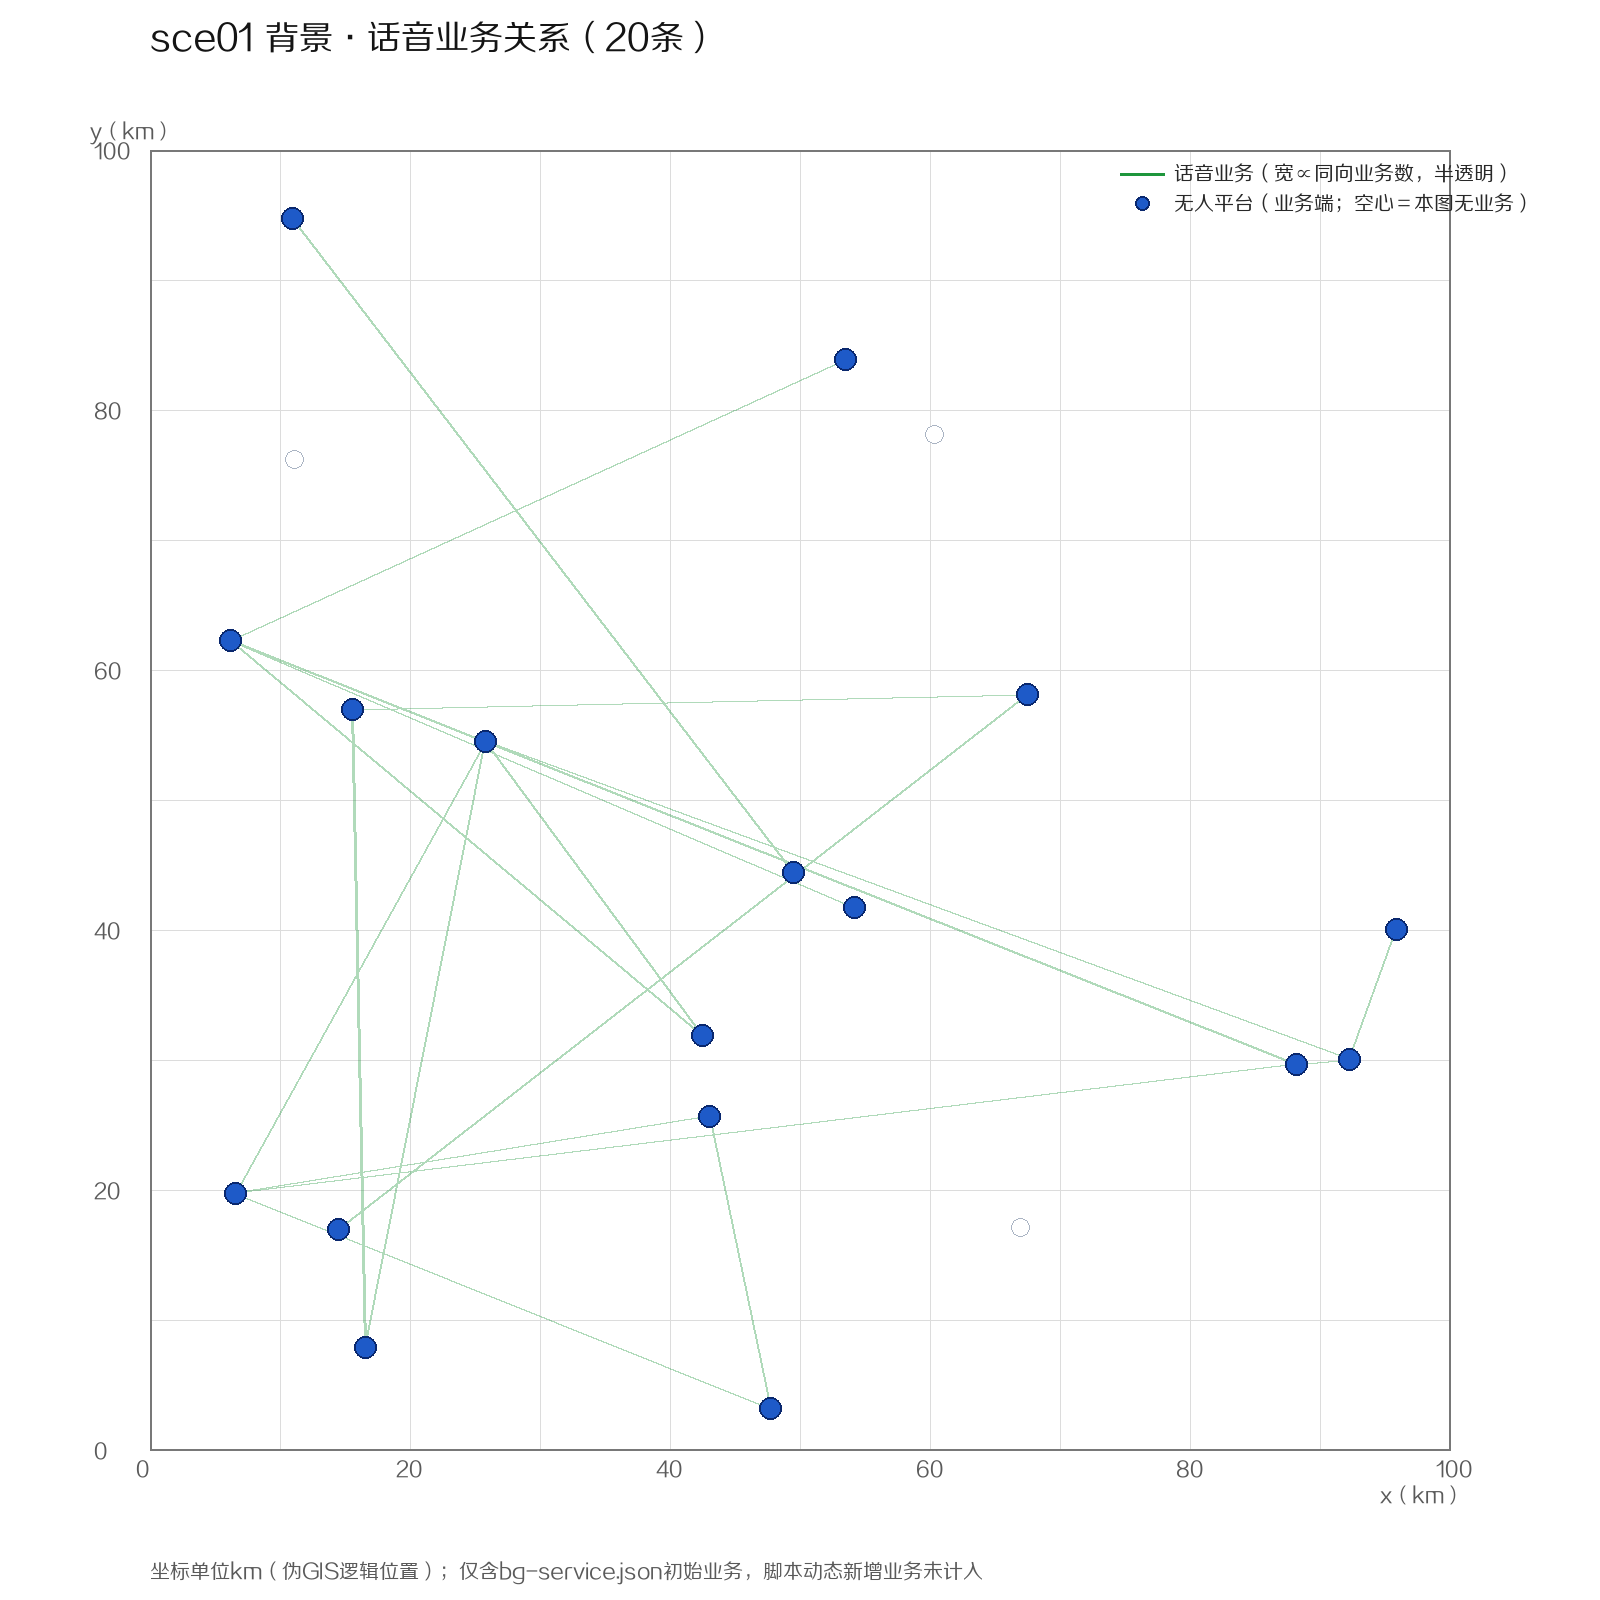 sce01 背景·话音业务关系（20条）
y（km）
100
话音业务（宽∝同向业务数，半透明）
无人平台（业务端；空心＝本图无业务）
80
60
40
20
0
0 20 40 60 80 100
x（km）
坐标单位km（伪GIS逻辑位置）；仅含bg-service.json初始业务，脚本动态新增业务未计入